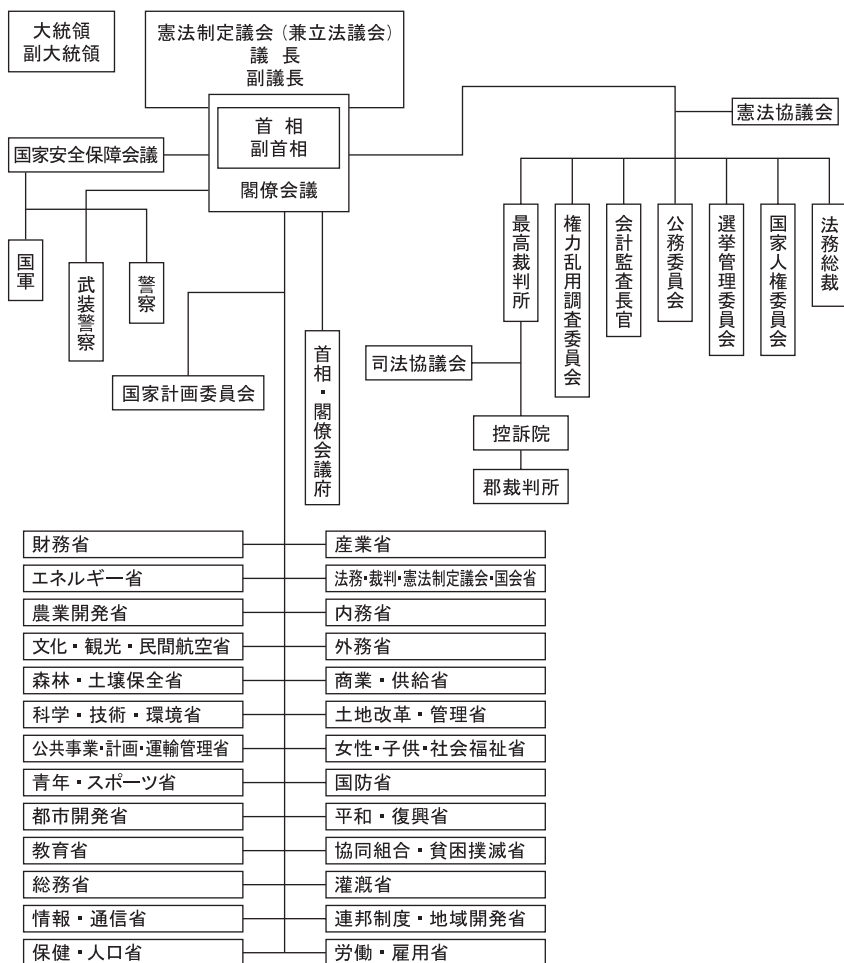 大統領
副大統領
憲法制定議会（兼立法議会）
議 長
副議長
首 相
副首相
閣僚会議
国家安全保障会議
憲法協議会
国軍
武装警察
警察
最高裁判所
権力乱用調査委員会
会計監査長官
公務委員会
選挙管理委員会
国家人権委員会
法務総裁
国家計画委員会
首相・閣僚会議府
司法協議会
控訴院
郡裁判所
財務省
産業省
エネルギー省
法務・裁判・憲法制定議会・国会省
農業開発省
内務省
文化・観光・民間航空省
外務省
森林・土壌保全省
商業・供給省
科学・技術・環境省
土地改革・管理省
公共事業・計画・運輸管理省
女性・子供・社会福祉省
青年・スポーツ省
国防省
都市開発省
平和・復興省
教育省
協同組合・貧困撲滅省
総務省
灌漑省
情報・通信省
連邦制度・地域開発省
保健・人口省
労働・雇用省